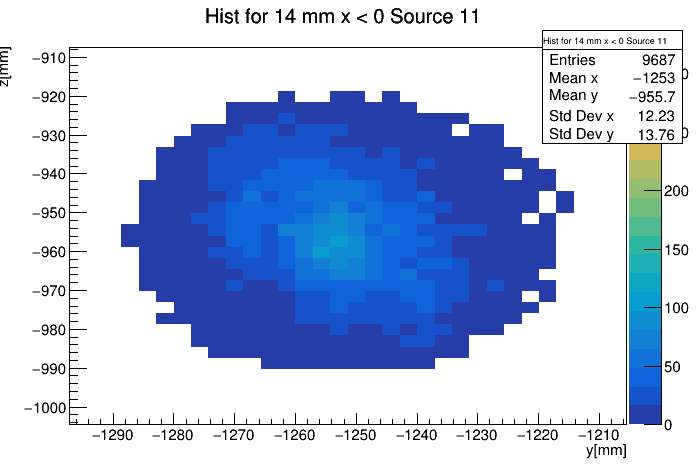 Hist for 14 mm x < 0 Source 11
Hist for 14 mm x < 0 Source 11
Entries 9687
Mean x −1253
Mean y −955.7
Std Dev x 12.23
Std Dev y 13.76
z[mm]
−910
−920
−930
−940
−950
−960
−970
−980
−990
−1000
−1290 −1280 −1270 −1260 −1250 −1240 −1230 −1220 −1210
y[mm]
200
150
100
50
0